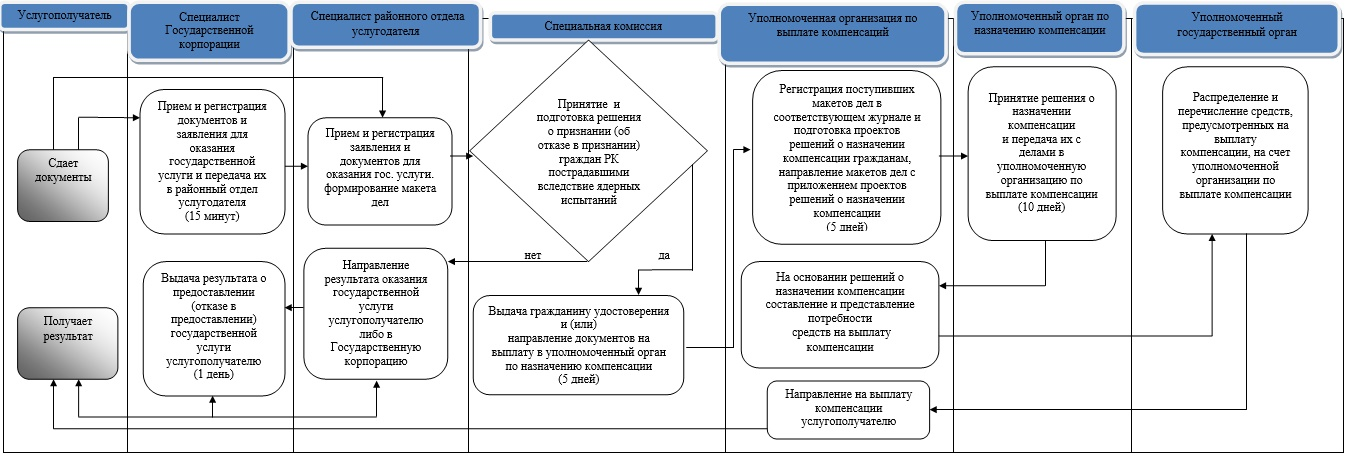 Услугополучатель
Специалист
Государственной
корпорации
Специалист районного отдела
услугодателя
Специальная комиссия
Уполномоченная организация по
выплате компенсаций
Уполномоченный орган по
назначению компенсации
Уполномоченный
государственный орган
Сдает
документы
Прием и регистрация
документов и
заявления для
оказания
государственной
услуги и передача их
в районный отдел
услугодателя
(15 минут)
Прием и регистрация
заявления и
документов для
оказания гос. услуги.
формирование макета
дел
Принятие и
подготовка решения
о признании (об
отказе в признании)
граждан РК
пострадавшими
вследствие ядерных
испытаний
нет
да
Регистрация поступивших
макетов дел в
соответствующем журнале и
подготовка проектов
решений о назначении
компенсации гражданам,
направление макетов дел с
приложением проектов
решений о назначении
компенсации
(5 дней)
Принятие решения о
назначении
компенсации
и передача их с
делами в
уполномоченную
организацию по
выплате компенсации
(10 дней)
Распределение и
перечисление средств,
предусмотренных на
выплату
компенсации, на счет
уполномоченной
организации по
выплате компенсации
Получает
результат
Выдача результата о
предоставлении
(отказе в
предоставлении)
государственной
услуги
услугополучателю
(1 день)
Направление
результата оказания
государственной
услуги
услугополучателю
либо в
Государственную
корпорацию
Выдача гражданину удостоверения
и (или)
направление документов на
выплату в уполномоченный орган
по назначению компенсации
(5 дней)
На основании решений о
назначении компенсации
составление и представление
потребности
средств на выплату
компенсации
Направление на выплату
компенсации
услугополучателю